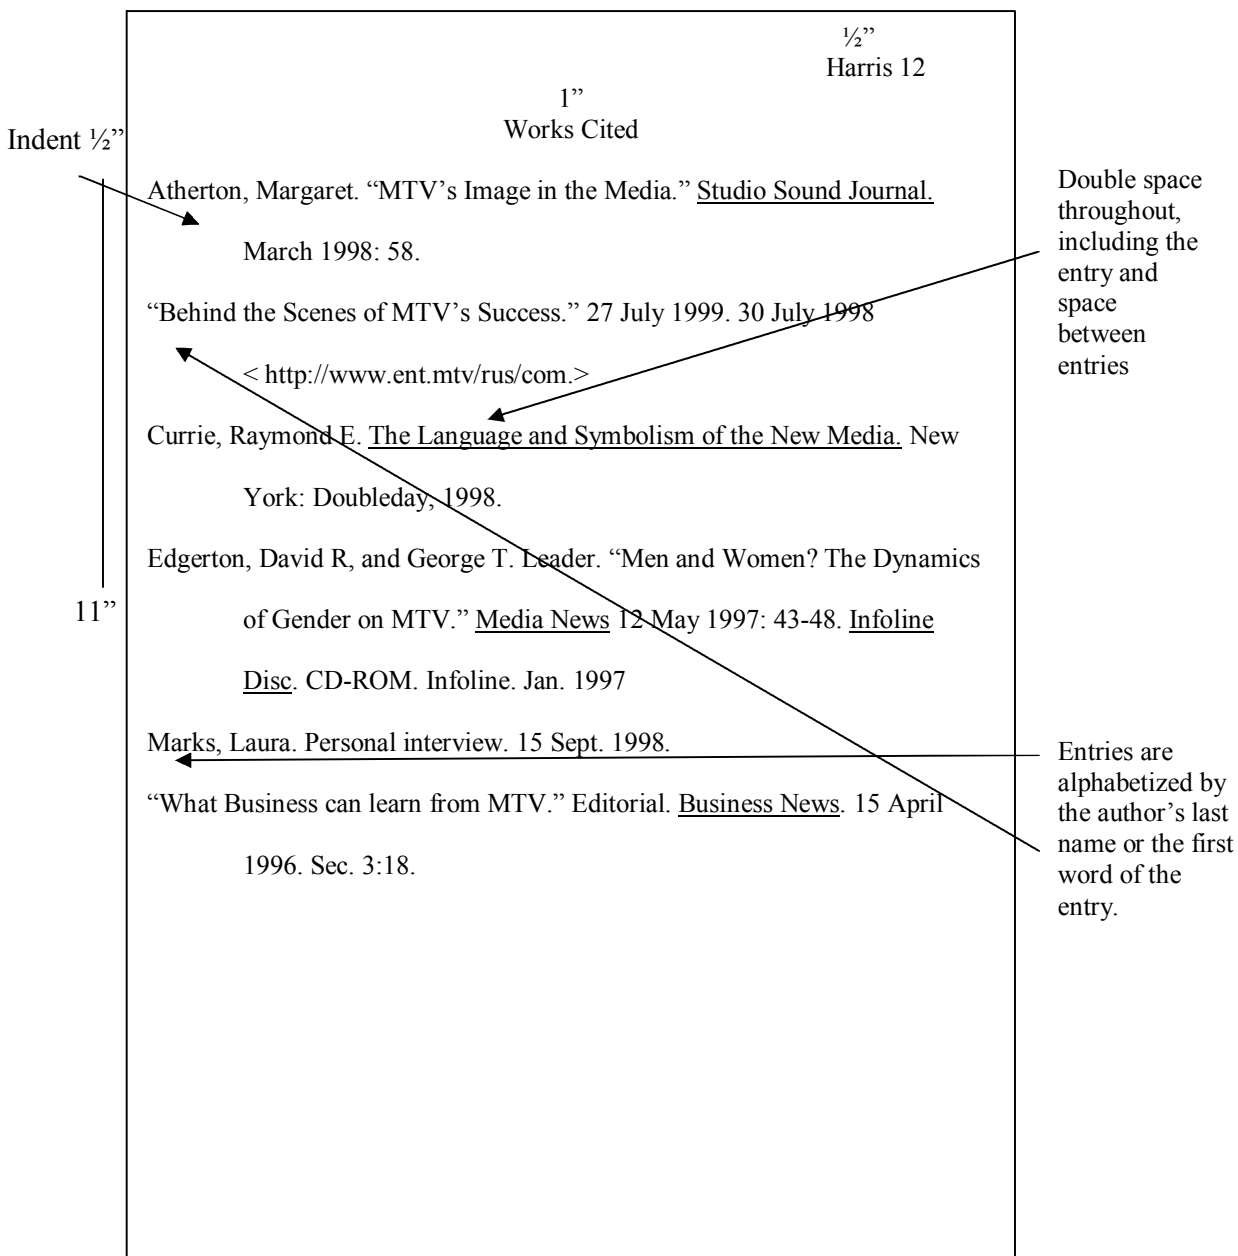 ½”
Harris 12
1”
Works Cited
Indent ½”
Atherton, Margaret. “MTV’s Image in the Media.” Studio Sound Journal.
March 1998: 58.
“Behind the Scenes of MTV’s Success.” 27 July 1999. 30 July 1998
< http://www.ent.mtv/rus/com.>
Currie, Raymond E. The Language and Symbolism of the New Media. New
York: Doubleday, 1998.
Edgerton, David R, and George T. Leader. “Men and Women? The Dynamics
of Gender on MTV.” Media News 12 May 1997: 43-48. Infoline
Disc. CD-ROM. Infoline. Jan. 1997
Marks, Laura. Personal interview. 15 Sept. 1998.
“What Business can learn from MTV.” Editorial. Business News. 15 April
1996. Sec. 3:18.
11”
Double space
throughout,
including the
entry and
space
between
entries
Entries are
alphabetized by
the author’s last
name or the first
word of the
entry.